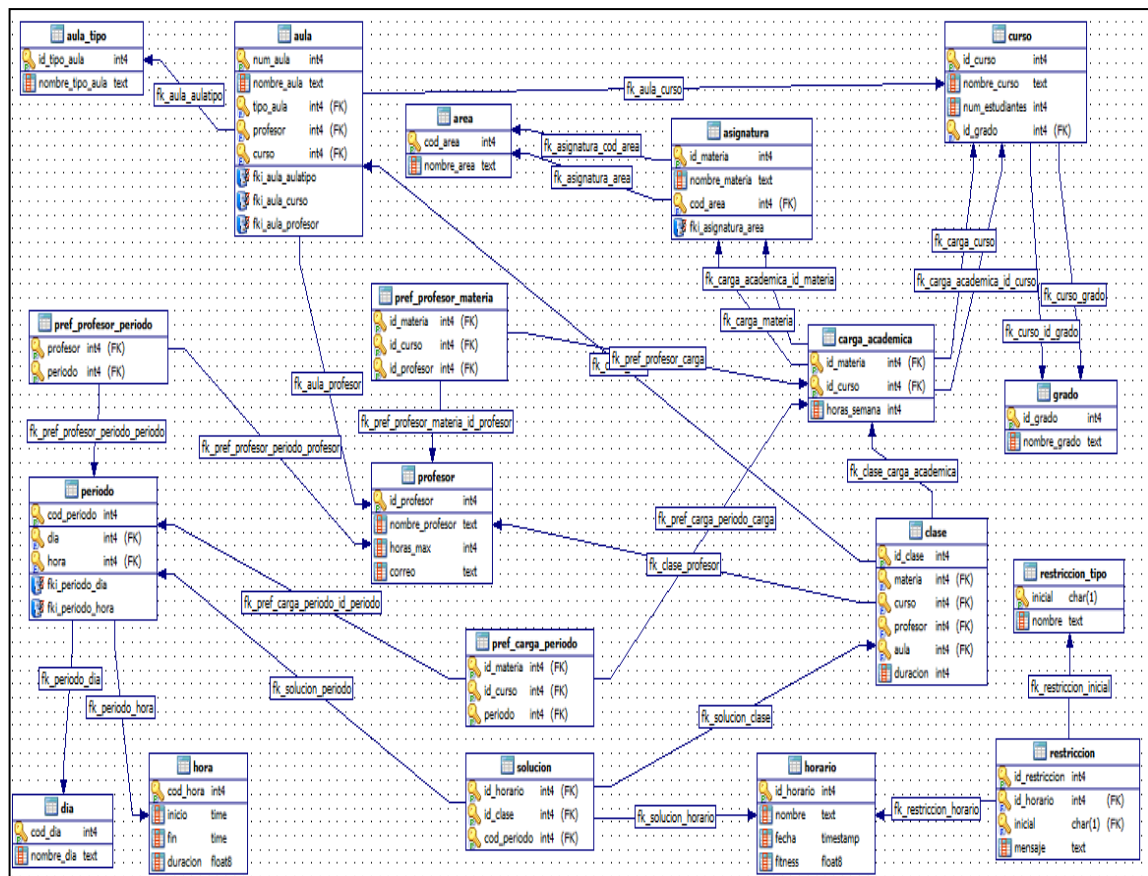 aula_tipo
id_tipo_aula int4
nombre_tipo_aula text
aula
num_aula int4
nombre_aula text
tipo_aula int4 (FK)
profesor int4 (FK)
curso int4 (FK)
fki_aula_aulatipo
fki_aula_curso
fki_aula_profesor
curso
id_curso int4
nombre_curso text
num_estudiantes int4
id_grado int4 (FK)
fk_aula_aulatipo
fk_aula_curso
area
cod_area int4
nombre_area text
fk_asignatura_cod_area
fk_asignatura_area
asignatura
id_materia int4
nombre_materia text
cod_area int4 (FK)
fki_asignatura_area
fk_carga_curso
fk_carga_academica_id_materia
fk_carga_academica_id_curso
fk_curso_grado
fk_carga_materia
fk_curso_id_grado
pref_profesor_periodo
profesor int4 (FK)
periodo int4 (FK)
pref_profesor_materia
id_materia int4 (FK)
id_curso int4 (FK)
id_profesor int4 (FK)
fk_pref_profesor_carga
carga_academica
id_materia int4 (FK)
id_curso int4 (FK)
horas_semana int4
grado
id_grado int4
nombre_grado text
fk_aula_profesor
fk_pref_profesor_periodo_periodo
fk_pref_profesor_materia_id_profesor
fk_pref_profesor_periodo_profesor
fk_clase_carga_academica
periodo
cod_periodo int4
dia int4 (FK)
hora int4 (FK)
fki_periodo_dia
fki_periodo_hora
profesor
id_profesor int4
nombre_profesor text
horas_max int4
correo text
fk_pref_carga_periodo_carga
fk_clase_profesor
clase
id_clase int4
materia int4 (FK)
curso int4 (FK)
profesor int4 (FK)
aula int4 (FK)
duracion int4
restriccion_tipo
inicial char(1)
nombre text
fk_pref_carga_periodo_id_periodo
pref_carga_periodo
id_materia int4 (FK)
id_curso int4 (FK)
periodo int4 (FK)
fk_periodo_dia
fk_periodo_hora
fk_solucion_periodo
fk_solucion_clase
fk_restriccion_inicial
hora
cod_hora int4
inicio time
fin time
duracion float8
dia
cod_dia int4
nombre_dia text
solucion
id_horario int4 (FK)
id_clase int4 (FK)
cod_periodo int4 (FK)
fk_solucion_horario
horario
id_horario int4
nombre text
fecha timestamp
fitness float8
fk_restriccion_horario
restriccion
id_restriccion int4
id_horario int4 (FK)
inicial char(1) (FK)
mensaje text